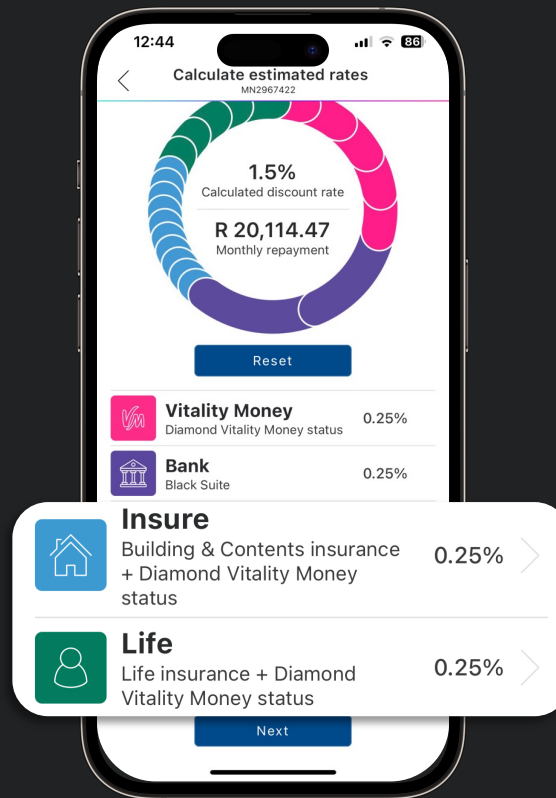 12:44
86
Calculate estimated rates
MN2967422
1.5%
Calculated discount rate
R 20,114.47
Monthly repayment
Reset
Vitality Money
Diamond Vitality Money status
0.25%
Bank
Black Suite
0.25%
Insure
Building & Contents insurance
+ Diamond Vitality Money
status
0.25%
Life
Life insurance + Diamond
Vitality Money status
0.25%
Next